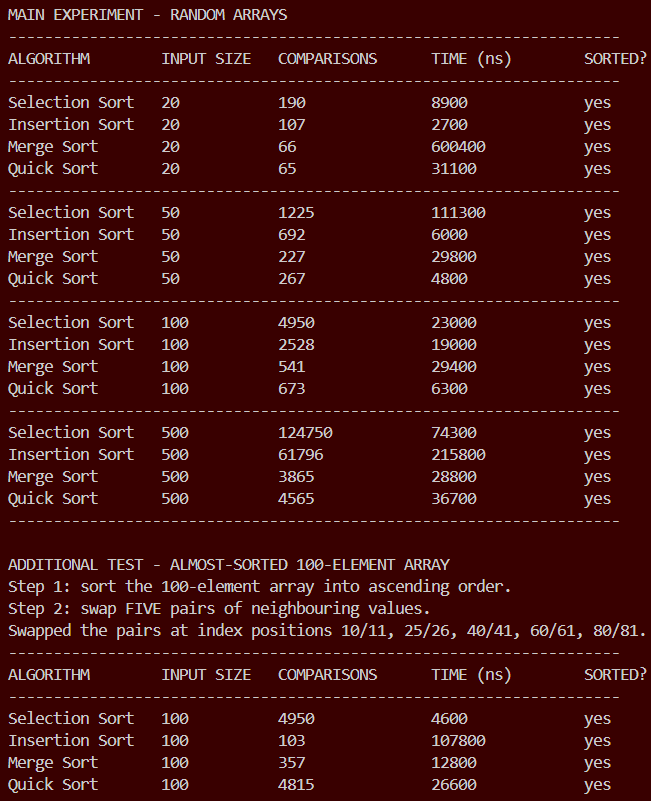 MAIN EXPERIMENT - RANDOM ARRAYS
--------------------------------------------------------------------
ALGORITHM        INPUT SIZE   COMPARISONS      TIME (ns)        SORTED?
--------------------------------------------------------------------
Selection Sort   20           190              8900             yes
Insertion Sort   20           107              2700             yes
Merge Sort       20           66               600400           yes
Quick Sort       20           65               31100            yes
--------------------------------------------------------------------
Selection Sort   50           1225             111300           yes
Insertion Sort   50           692              6000             yes
Merge Sort       50           227              29800            yes
Quick Sort       50           267              4800             yes
--------------------------------------------------------------------
Selection Sort   100          4950             23000            yes
Insertion Sort   100          2528             19000            yes
Merge Sort       100          541              29400            yes
Quick Sort       100          673              6300             yes
--------------------------------------------------------------------
Selection Sort   500          124750           74300            yes
Insertion Sort   500          61796            215800           yes
Merge Sort       500          3865             28800            yes
Quick Sort       500          4565             36700            yes
--------------------------------------------------------------------
ADDITIONAL TEST - ALMOST-SORTED 100-ELEMENT ARRAY
Step 1: sort the 100-element array into ascending order.
Step 2: swap FIVE pairs of neighbouring values.
Swapped the pairs at index positions 10/11, 25/26, 40/41, 60/61, 80/81.
--------------------------------------------------------------------
ALGORITHM        INPUT SIZE   COMPARISONS      TIME (ns)        SORTED?
--------------------------------------------------------------------
Selection Sort   100          4950             4600             yes
Insertion Sort   100          103              107800           yes
Merge Sort       100          357              12800            yes
Quick Sort       100          4815             26600            yes